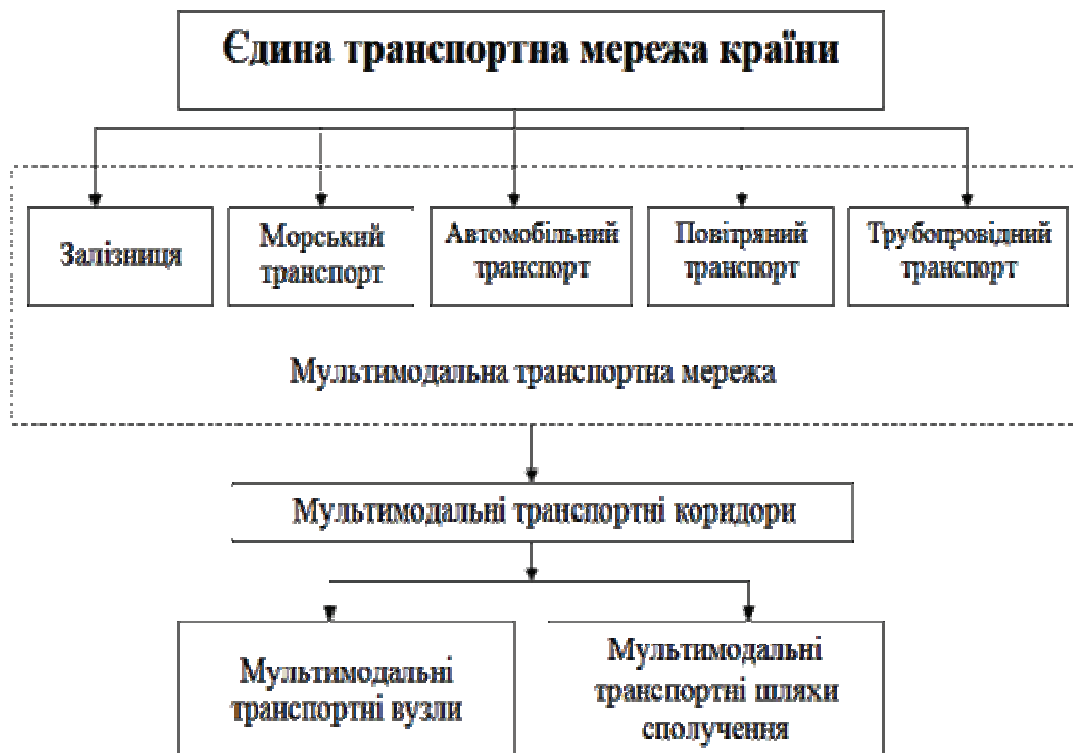 Єдина транспортна мережа країни
Залізниця
Морський
транспорт
Автомобільний
транспорт
Повітряний
транспорт
Трубопровідний
транспорт
Мультимодальна транспортна мережа
Мультимодальні транспортні коридори
Мультимодальні
транспортні вузли
Мультимодальні
транспортні шляхи
сполучення